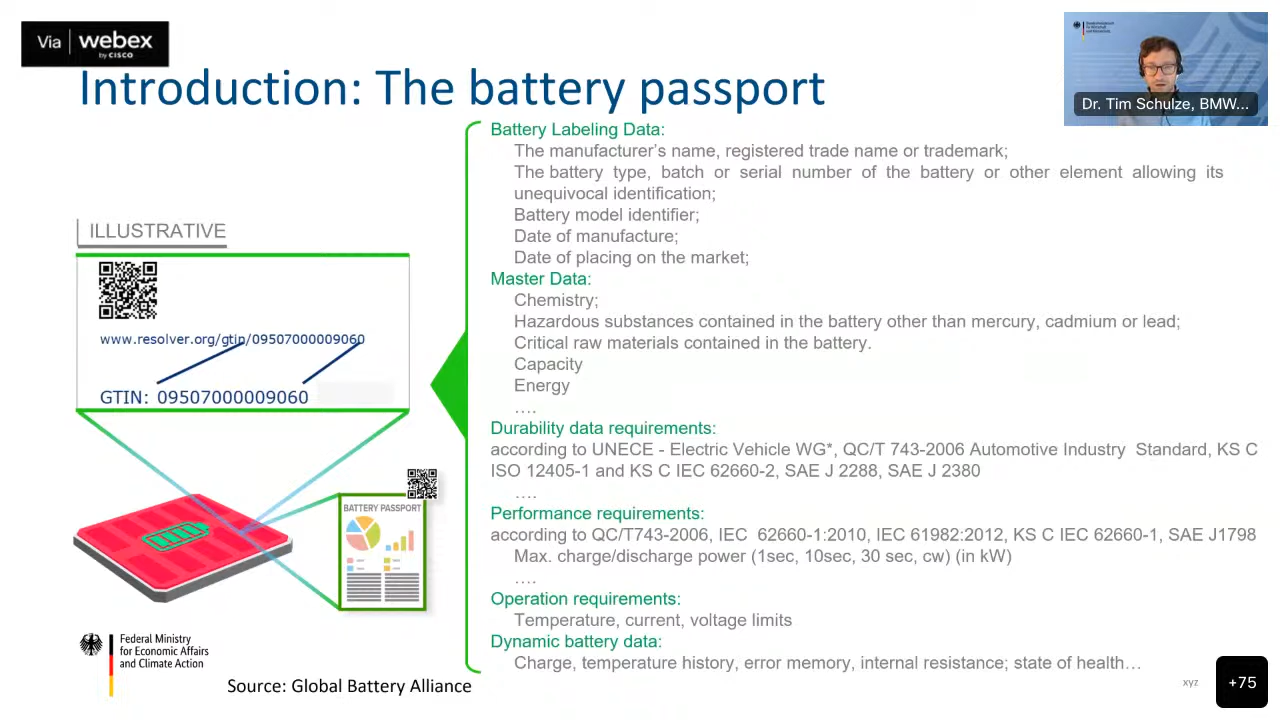 Via webex
by CISCO
Introduction: The battery passport
Dr. Tim Schulze, BMW...
ILLUSTRATIVE
www.resolver.org/gtin/09507000009060
GTIN: 09507000009060
BATTERY PASSPORT
Federal Ministry
for Economic Affairs
and Climate Action
Source: Global Battery Alliance
Battery Labeling Data:
The manufacturer's name, registered trade name or trademark;
The battery type, batch or serial number of the battery or other element allowing its
unequivocal identification;
Battery model identifier;
Date of manufacture;
Date of placing on the market;
Master Data:
Chemistry;
Hazardous substances contained in the battery other than mercury, cadmium or lead;
Critical raw materials contained in the battery.
Capacity
Energy
….
Durability data requirements:
according to UNECE - Electric Vehicle WG*, QC/T 743-2006 Automotive Industry Standard, KS C
ISO 12405-1 and KS C IEC 62660-2, SAE J 2288, SAE J 2380
….
Performance requirements:
according to QC/T743-2006, IEC 62660-1:2010, IEC 61982:2012, KS C IEC 62660-1, SAE J1798
Max. charge/discharge power (1sec, 10sec, 30 sec, cw) (in kW)
….
Operation requirements:
Temperature, current, voltage limits
Dynamic battery data:
Charge, temperature history, error memory, internal resistance; state of health…
xyz
+75